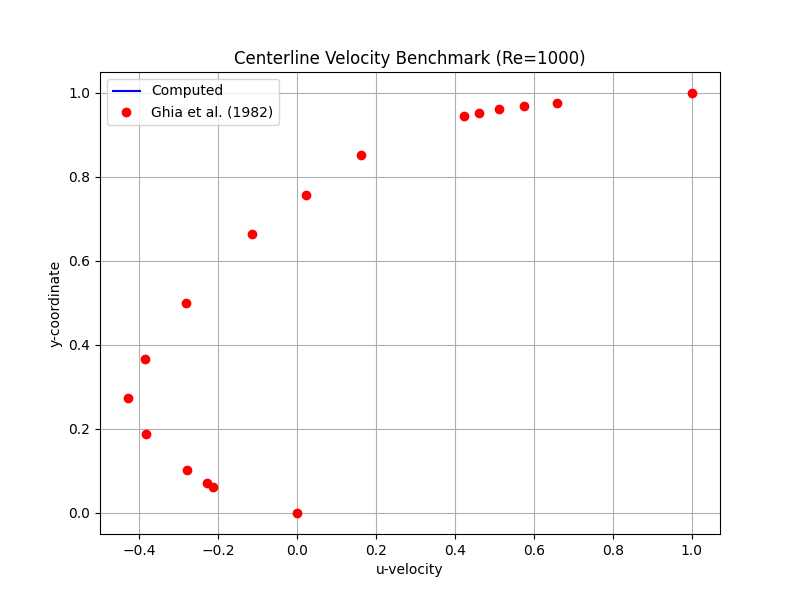 Centerline Velocity Benchmark (Re=1000)
Computed
Ghia et al. (1982)
y-coordinate
1.0
0.8
0.6
0.4
0.2
0.0
−0.4 −0.2 0.0 0.2 0.4 0.6 0.8 1.0
u-velocity